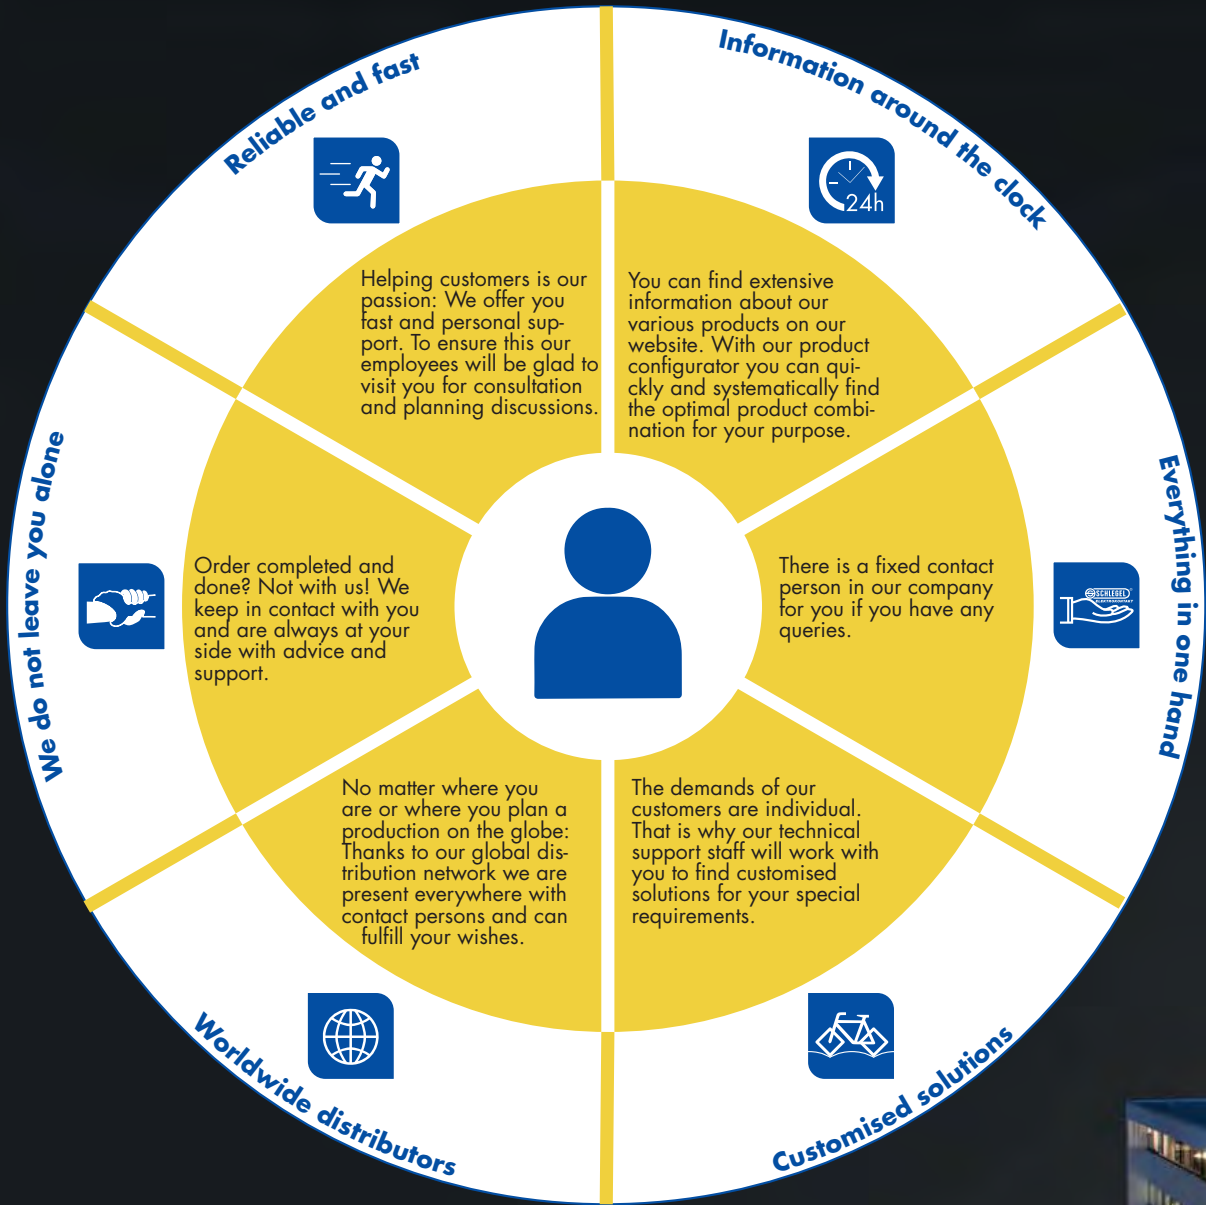 Reliable and fast
Helping customers is our
passion: We offer you
fast and personal sup-
port. To ensure this our
employees will be glad to
visit you for consultation
and planning discussions.
Information around the clock
24h
You can find extensive
information about our
various products on our
website. With our product
configurator you can qui-
ckly and systematically find
the optimal product combi-
nation for your purpose.
Everything in one hand
SCHLEGEL
ELEKTROKONTAKT
There is a fixed contact
person in our company
for you if you have any
queries.
Customised solutions
The demands of our
customers are individual.
That is why our technical
support staff will work with
you to find customised
solutions for your special
requirements.
Worldwide distributors
No matter where you
are or where you plan a
production on the globe:
Thanks to our global dis-
tribution network we are
present everywhere with
contact persons and can
fulfill your wishes.
We do not leave you alone
Order completed and
done? Not with us! We
keep in contact with you
and are always at your
side with advice and
support.